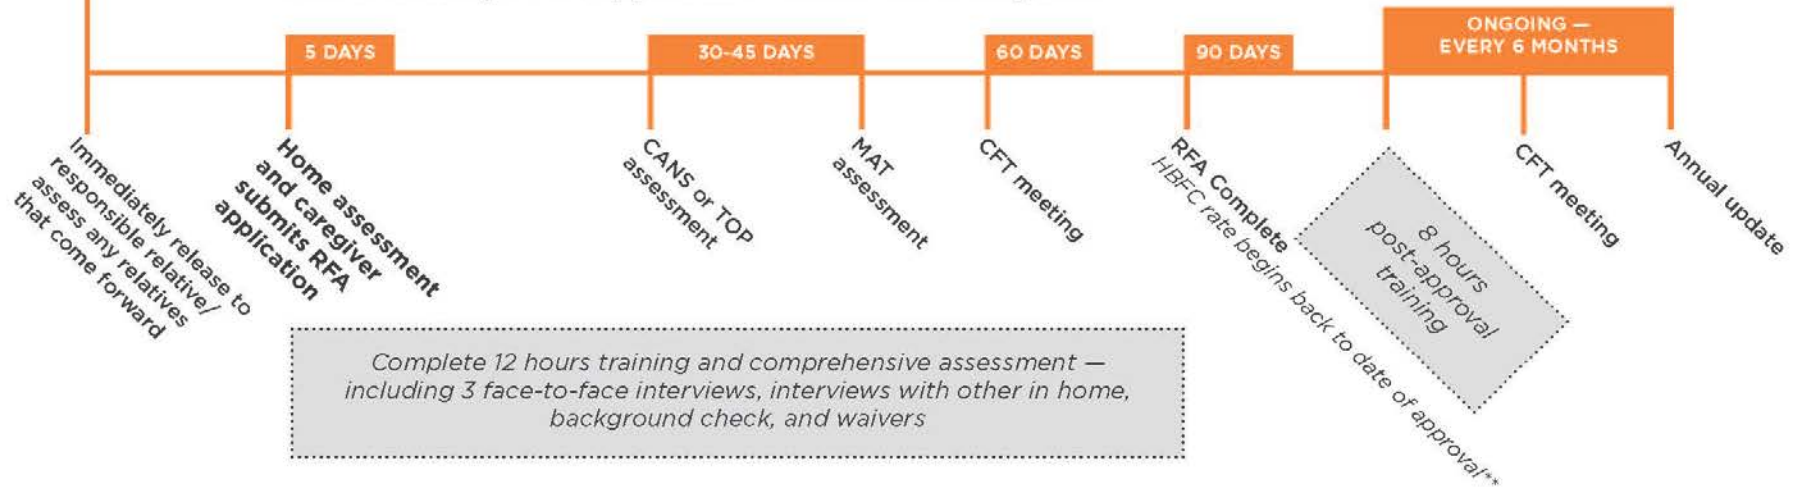 5 DAYS
30-45 DAYS
60 DAYS
90 DAYS
ONGOING —
EVERY 6 MONTHS
Immediately release to
responsible relative/
assess any relatives
that come forward
Home assessment
and caregiver
submits RFA
application
CANS or TOP
assessment
MAT
assessment
CFT meeting
RFA Complete
HBFC rate begins back to date of approval**
8 hours
post-approval
training
CFT meeting
Annual update
Complete 12 hours training and comprehensive assessment —
including 3 face-to-face interviews, interviews with other in home,
background check, and waivers